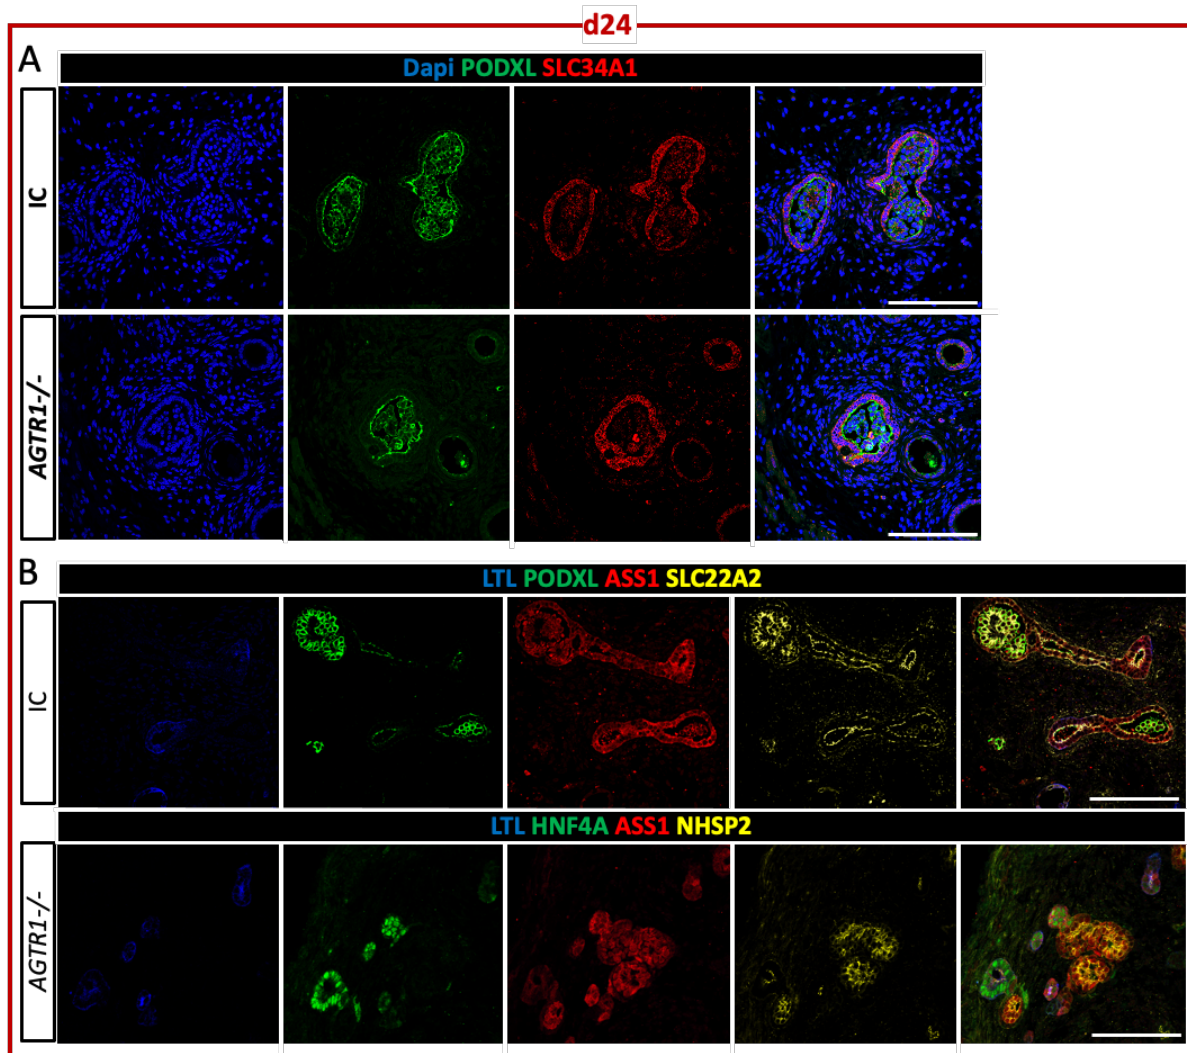 d24
A
Dapi PODXL SLC34A1
IC
AGTR1-/-
B
LTL PODXL ASS1 SLC22A2
IC
LTL HNF4A ASS1 NHSP2
AGTR1-/-